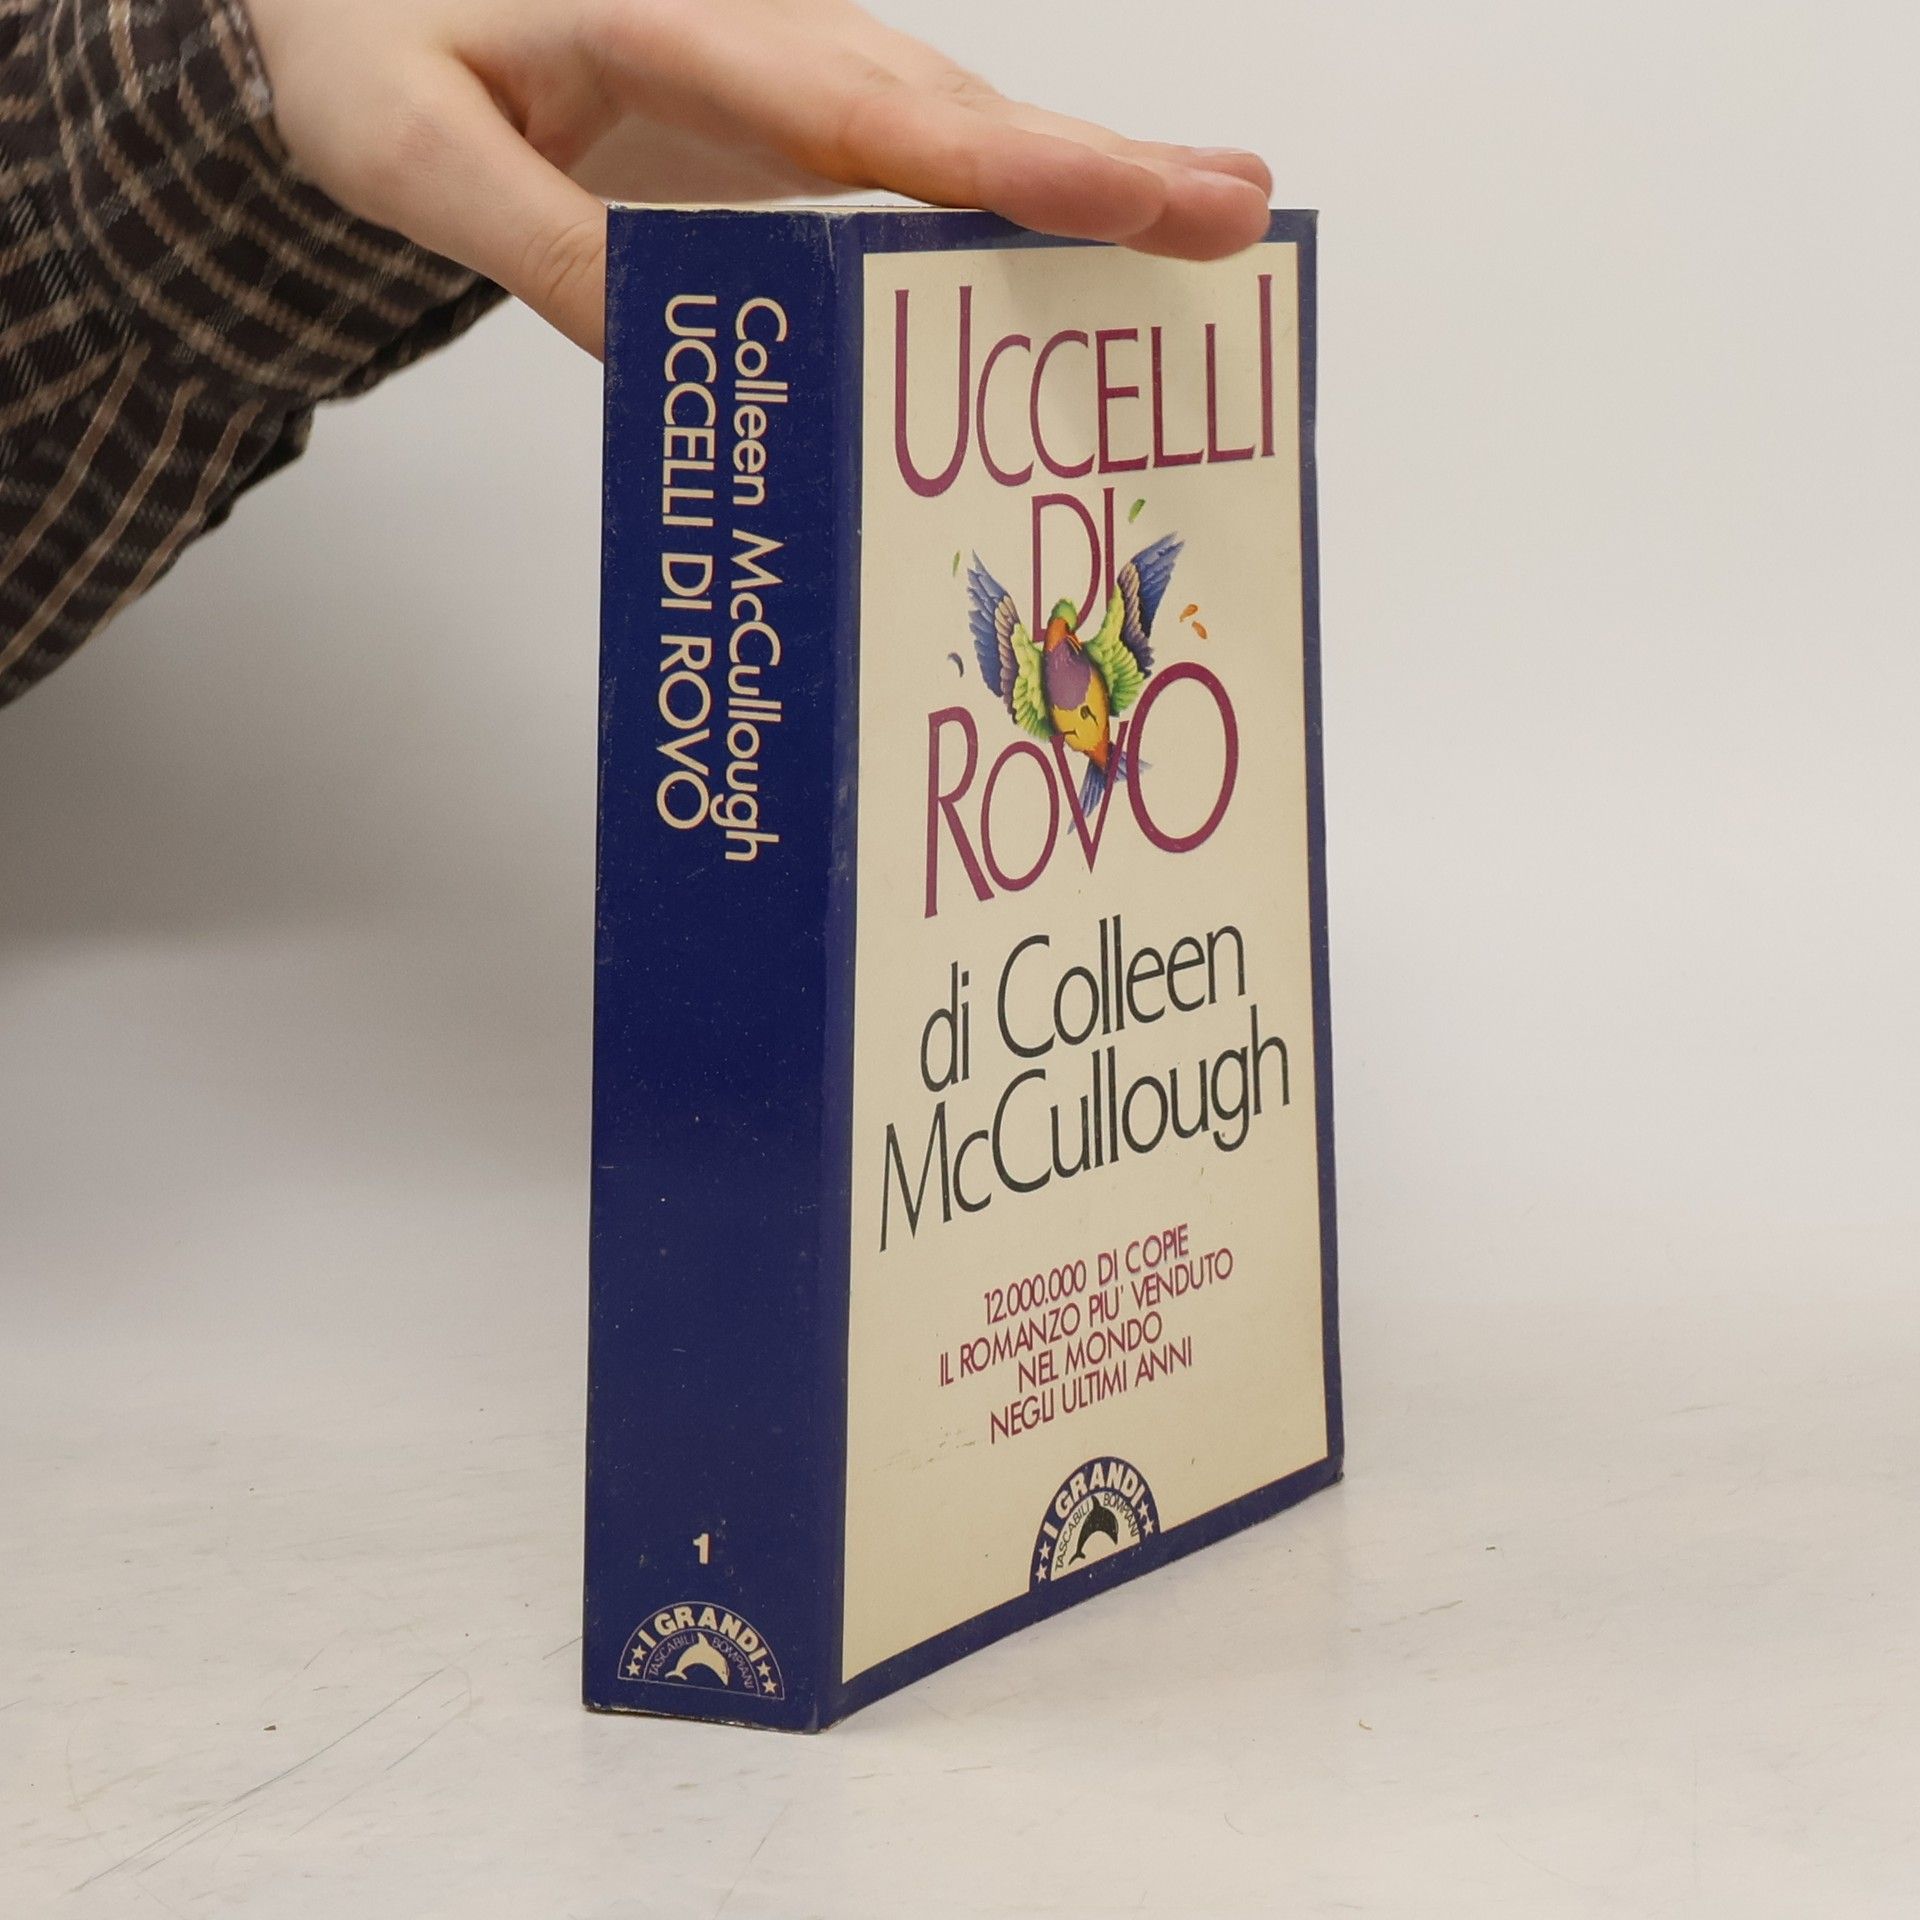 Colleen McCullough
UCCELLI DI ROVO
1
I GRANDI
TASCABILI BOMPIANI
UCCELLI
DI
ROVO
di Colleen
McCullough
12.000.000 DI COPIE
IL ROMANZO PIU' VENDUTO
NEL MONDO
NEGLI ULTIMI ANNI
I GRANDI
TASCABILI BOMPIANI